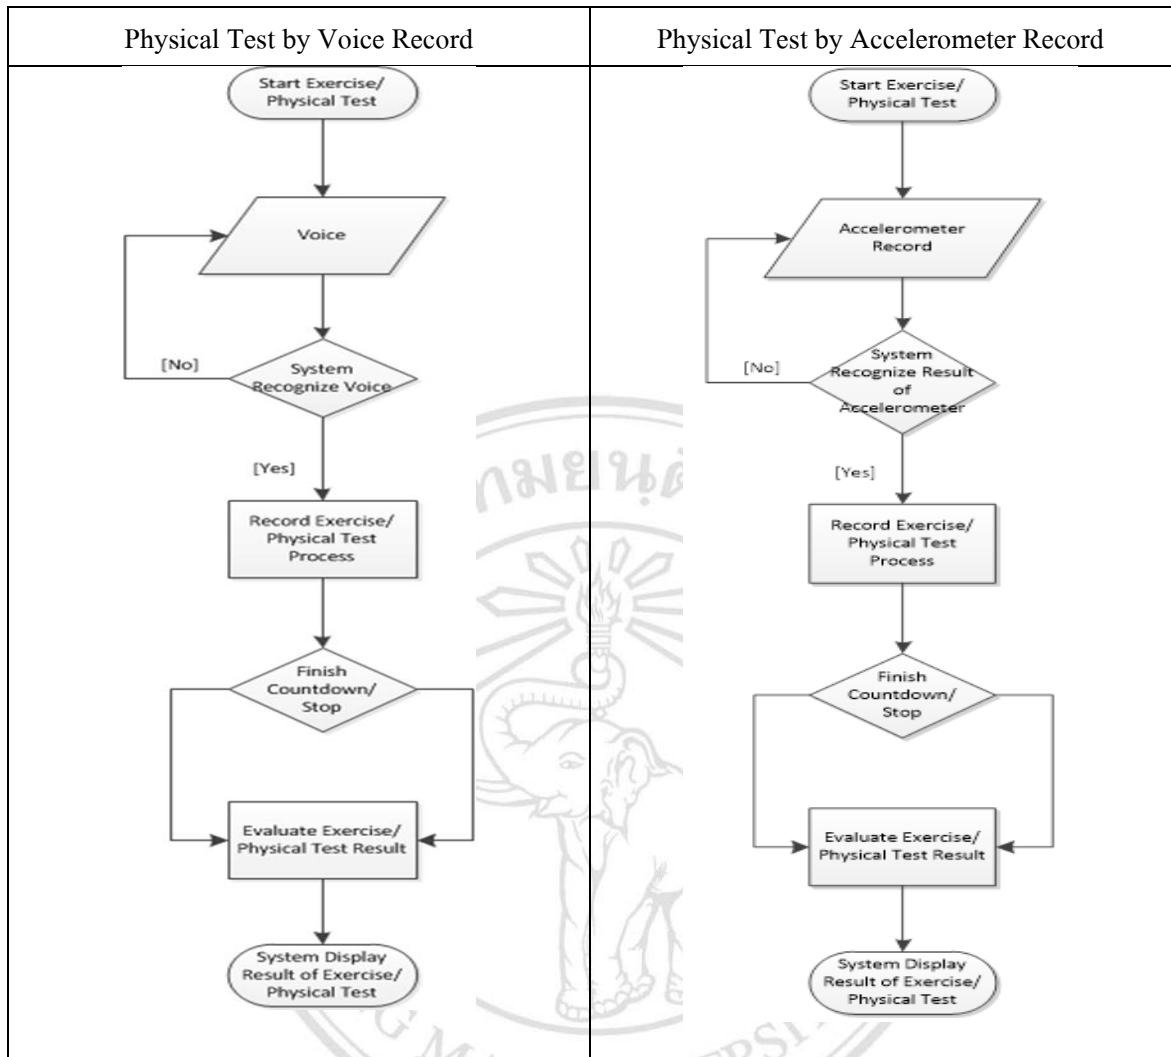 Physical Test by Voice Record
Start Exercise/
Physical Test
Voice
[No]
System
Recognize Voice
[Yes]
Record Exercise/
Physical Test
Process
Finish
Countdown/
Stop
Evaluate Exercise/
Physical Test Result
System Display
Result of Exercise/
Physical Test
Physical Test by Accelerometer Record
Start Exercise/
Physical Test
Accelerometer
Record
[No]
System
Recognize Result
of
Accelerometer
[Yes]
Record Exercise/
Physical Test
Process
Finish
Countdown/
Stop
Evaluate Exercise/
Physical Test Result
System Display
Result of Exercise/
Physical Test